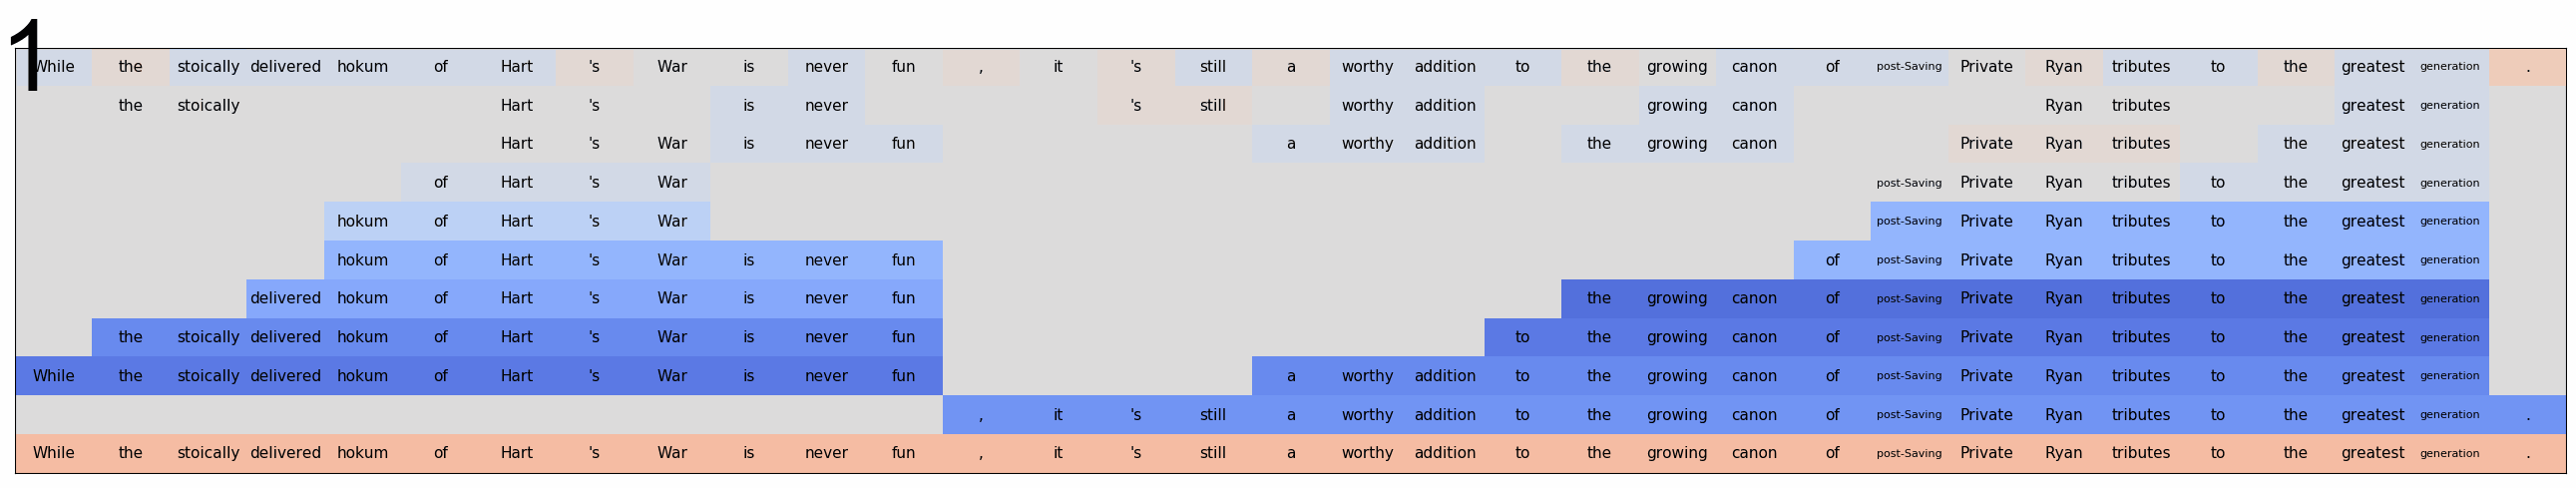 1
While the stoically delivered hokum of Hart 's War is never fun , it 's still a worthy addition to the growing canon of post-Saving Private Ryan tributes to the greatest generation .
the stoically Hart 's is never 's still worthy addition growing canon Ryan tributes greatest generation
Hart 's War is never fun a worthy addition the growing canon Private Ryan tributes the greatest generation
of Hart 's War post-Saving Private Ryan tributes to the greatest generation
hokum of Hart 's War post-Saving Private Ryan tributes to the greatest generation
hokum of Hart 's War is never fun of post-Saving Private Ryan tributes to the greatest generation
delivered hokum of Hart 's War is never fun the growing canon of post-Saving Private Ryan tributes to the greatest generation
the stoically delivered hokum of Hart 's War is never fun to the growing canon of post-Saving Private Ryan tributes to the greatest generation
While the stoically delivered hokum of Hart 's War is never fun a worthy addition to the growing canon of post-Saving Private Ryan tributes to the greatest generation
, it 's still a worthy addition to the growing canon of post-Saving Private Ryan tributes to the greatest generation .
While the stoically delivered hokum of Hart 's War is never fun , it 's still a worthy addition to the growing canon of post-Saving Private Ryan tributes to the greatest generation .